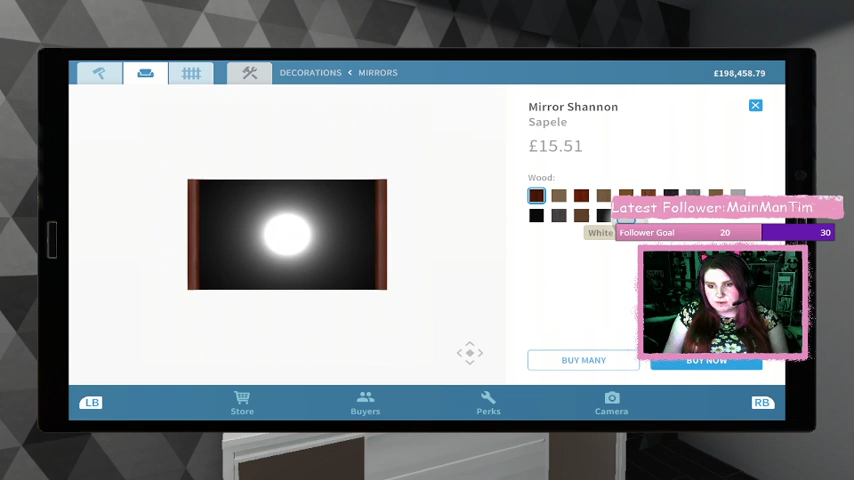 DECORATIONS < MIRRORS
£198,458.79
Mirror Shannon
Sapele
£15.51
Wood:
Latest Follower:MainManTim
White
Follower Goal 20 30
BUY MANY
BUY NOW
LB
Store
Buyers
Perks
Camera
RB